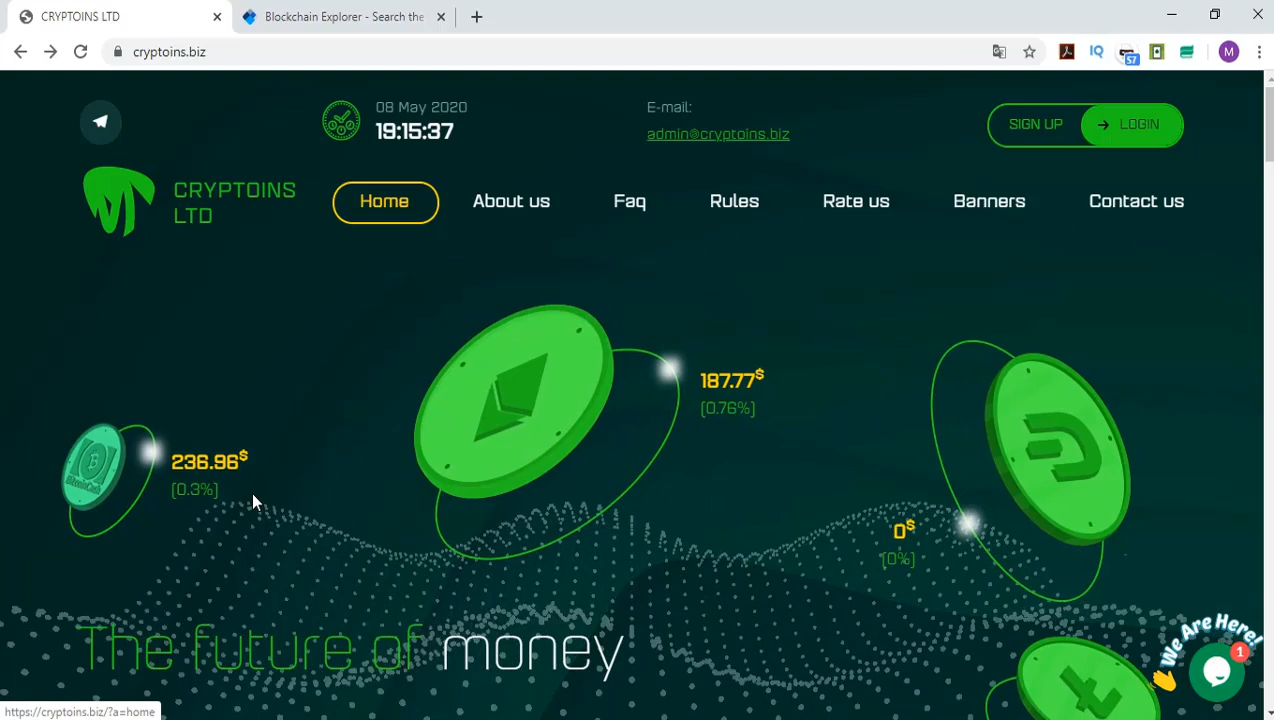 CRYPTOINS LTD
Blockchain Explorer - Search the
cryptoins.biz
IQ
57
M
08 May 2020
19:15:37
E-mail:
admin@cryptoins.biz
SIGN UP
LOGIN
CRYPTOINS
LTD
Home
About us
Faq
Rules
Rate us
Banners
Contact us
187.77$
[0.76%]
236.96$
[0.3%]
0$
[0%]
The future of money
We Are Here!
1
https://cryptoins.biz/?a=home